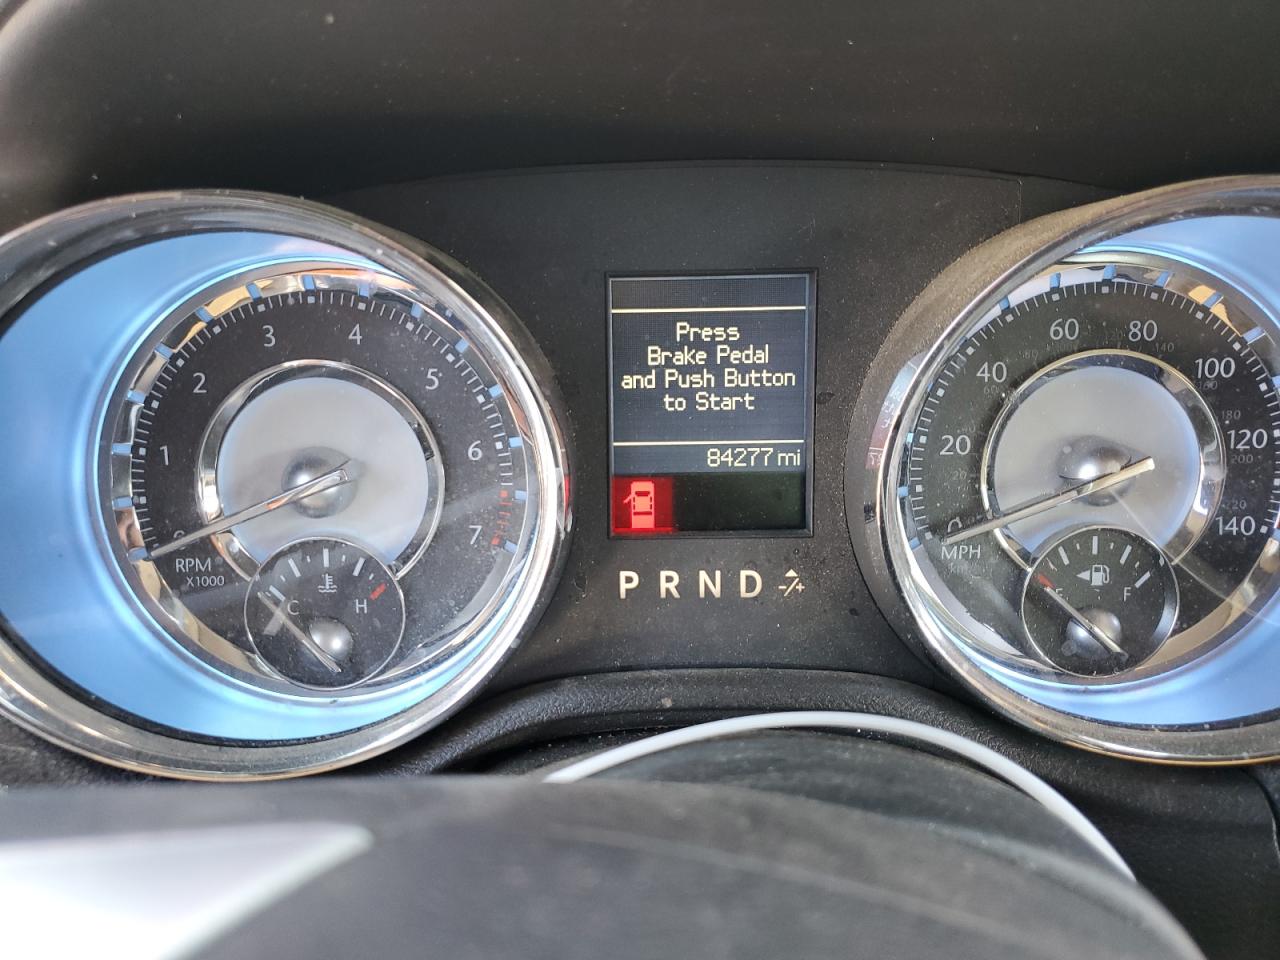 Press
Brake Pedal
and Push Button
to Start
84277 mi
P R N D -/+
1
2
3
4
5
6
7
RPM
X1000
C
H
0
20
40
60
80
100
120
140
MPH
F